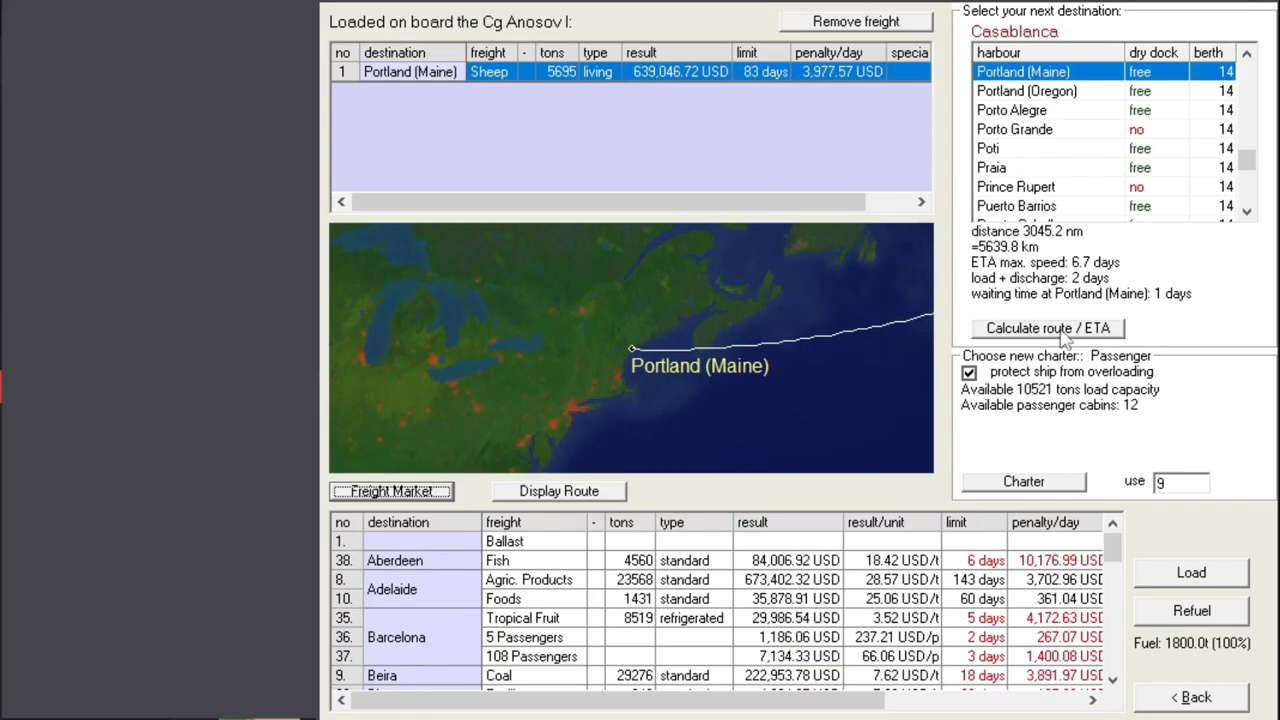 Loaded on board the Cg Anosov I:
Remove freight
no destination freight - tons type result limit penalty/day specia
1 Portland (Maine) Sheep 5695 living 639,046.72 USD 83 days 3,977.57 USD
Portland (Maine)
Freight Market
Display Route
no destination freight - tons type result result/unit limit penalty/day
1. Ballast
38. Aberdeen Fish 4560 standard 84,006.92 USD 18.42 USD/t 6 days 10,176.99 USD
8. Adelaide Agric. Products 23568 standard 673,402.32 USD 28.57 USD/t 143 days 3,702.96 USD
10. Foods 1431 standard 35,878.91 USD 25.06 USD/t 60 days 361.04 USD
35. Barcelona Tropical Fruit 8519 refrigerated 29,986.54 USD 3.52 USD/t 5 days 4,172.63 USD
36. 5 Passengers 1,186.06 USD 237.21 USD/p 2 days 267.07 USD
37. 108 Passengers 7,134.33 USD 66.06 USD/p 3 days 1,400.08 USD
9. Beira Coal 29276 standard 222,953.78 USD 7.62 USD/t 18 days 3,891.97 USD
Select your next destination:
Casablanca
harbour dry dock berth
Portland (Maine) free 14
Portland (Oregon) free 14
Porto Alegre free 14
Porto Grande no 14
Poti free 14
Praia free 14
Prince Rupert no 14
Puerto Barrios free 14
distance 3045.2 nm
=5639.8 km
ETA max. speed: 6.7 days
load + discharge: 2 days
waiting time at Portland (Maine): 1 days
Calculate route / ETA
Choose new charter:: Passenger
protect ship from overloading
Available 10521 tons load capacity
Available passenger cabins: 12
Charter use 9
Load
Refuel
Fuel: 1800.0t (100%)
< Back